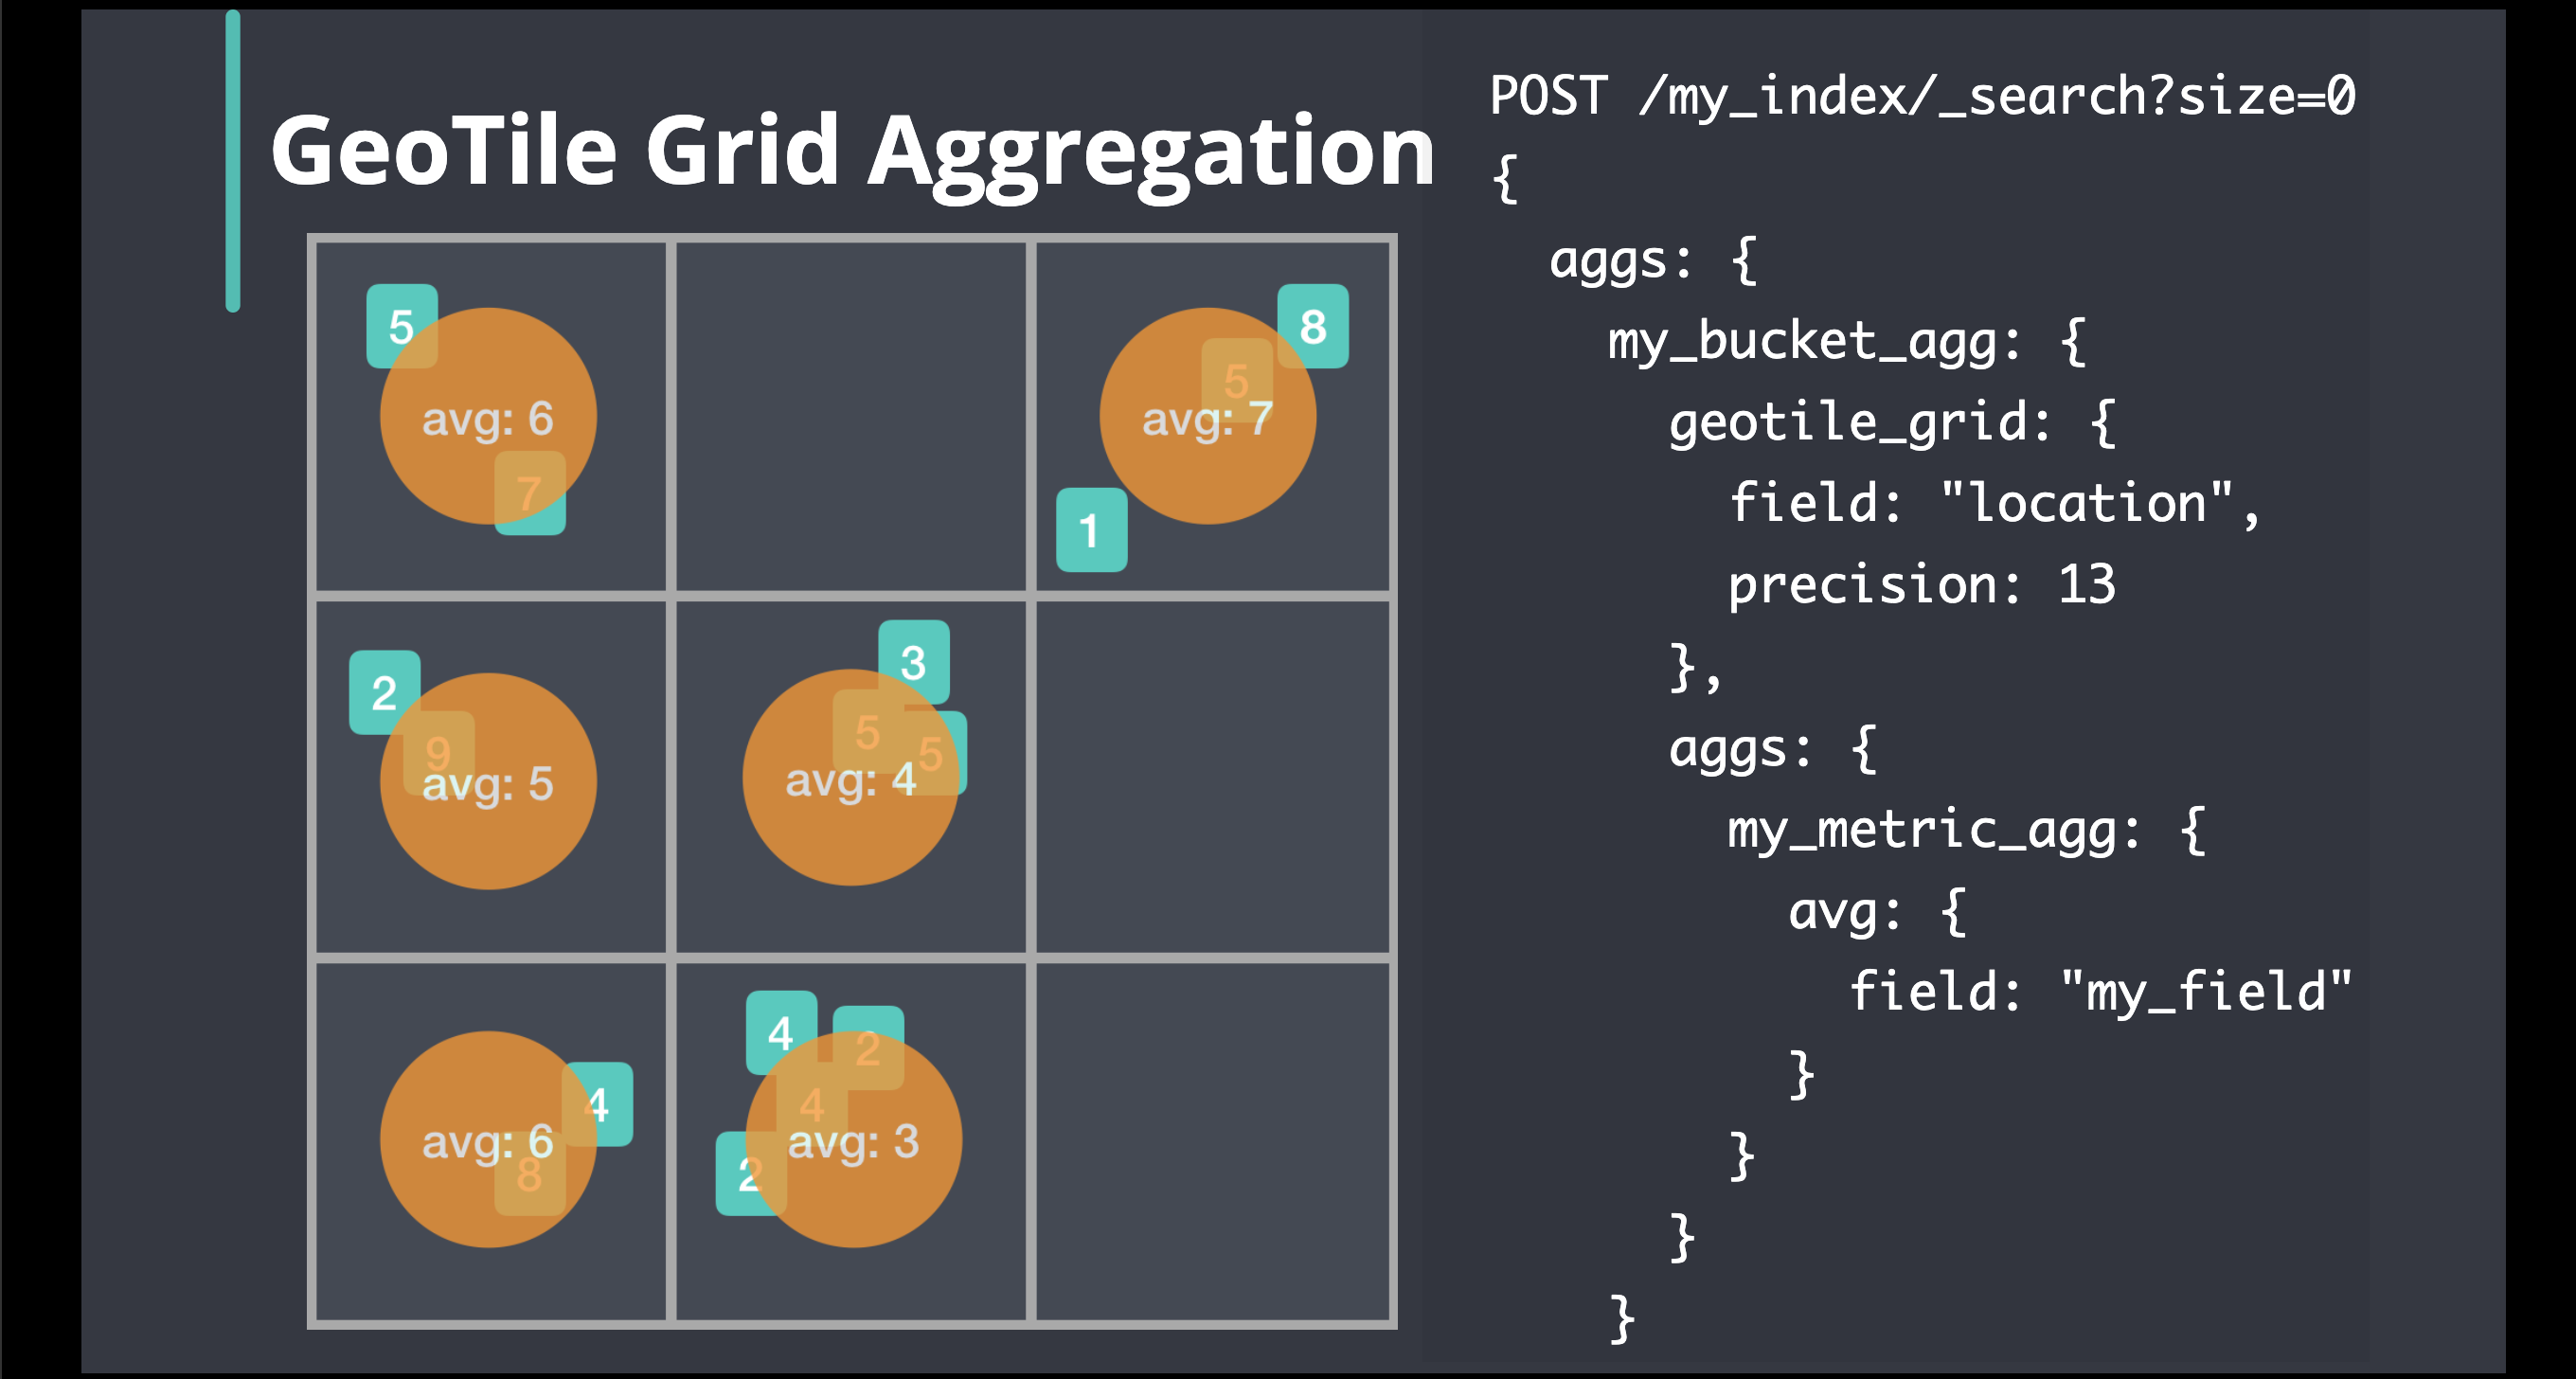 GeoTile Grid Aggregation
5
avg: 6
7
8
5
avg: 7
1
2
9
avg: 5
3
5
5
avg: 4
4
avg: 6
8
4
2
4
avg: 3
2
POST /my_index/_search?size=0
{
aggs: {
my_bucket_agg: {
geotile_grid: {
field: "location",
precision: 13
},
aggs: {
my_metric_agg: {
avg: {
field: "my_field"
}
}
}
}